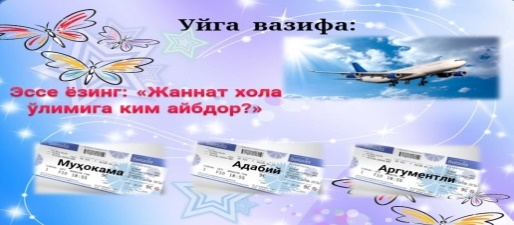 Уйга вазифа:
Эссе ёзинг: «Жаннат хола
ўлимига ким айбдор?»
Муҳокама
Адабий
Аргументли